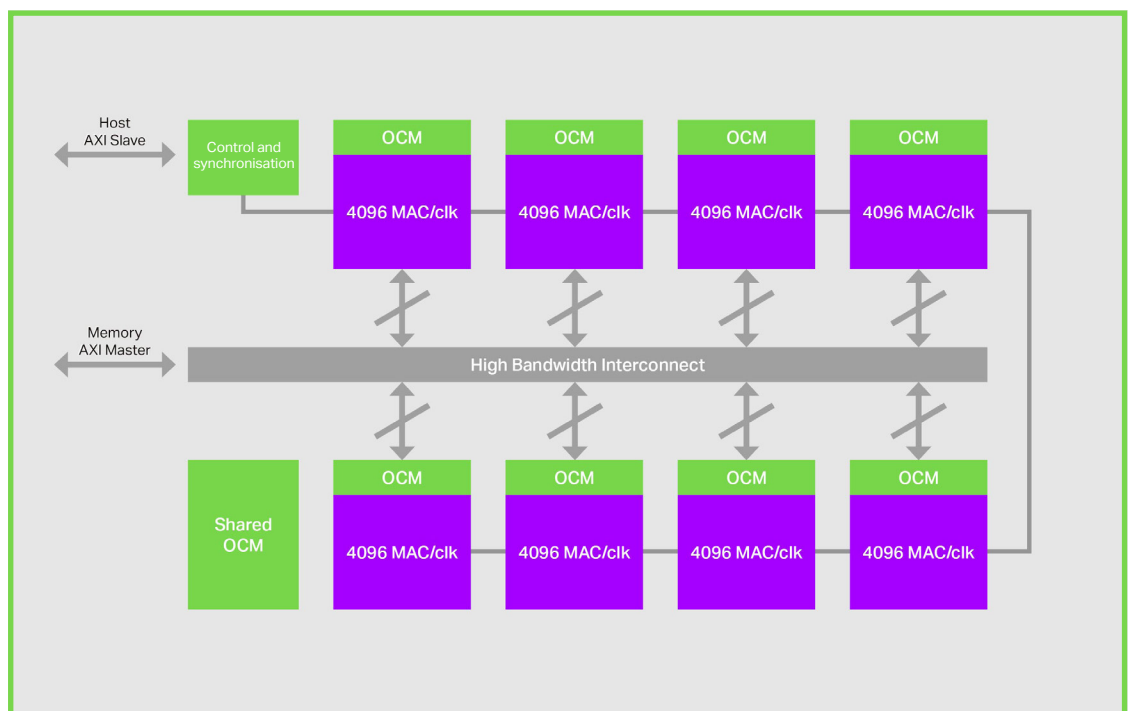 Host
AXI Slave
Control and
synchronisation
OCM
OCM
OCM
OCM
4096 MAC/clk
4096 MAC/clk
4096 MAC/clk
4096 MAC/clk
Memory
AXI Master
High Bandwidth Interconnect
Shared
OCM
OCM
OCM
OCM
OCM
4096 MAC/clk
4096 MAC/clk
4096 MAC/clk
4096 MAC/clk